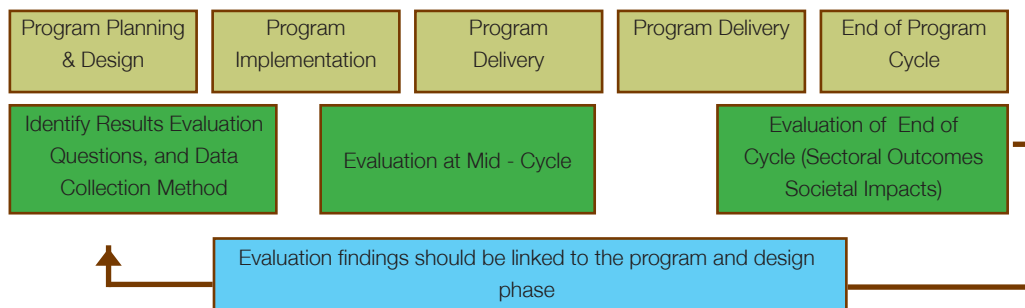 Program Planning
& Design
Program
Implementation
Program
Delivery
Program Delivery
End of Program
Cycle
Identify Results Evaluation
Questions, and Data
Collection Method
Evaluation at Mid - Cycle
Evaluation of End of
Cycle (Sectoral Outcomes
Societal Impacts)
Evaluation findings should be linked to the program and design
phase